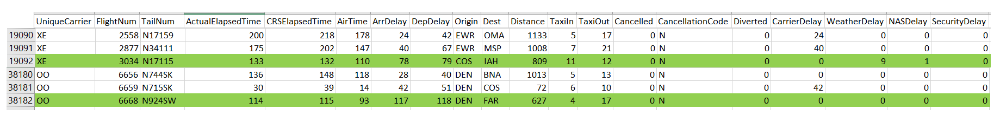 UniqueCarrier FlightNum TailNum ActualElapsedTime CRSElapsedTime AirTime ArrDelay DepDelay Origin Dest Distance TaxiIn TaxiOut Cancelled CancellationCode Diverted CarrierDelay WeatherDelay NASDelay SecurityDelay
19090 XE 2558 N17159 200 218 178 24 42 EWR OMA 1133 5 17 0 N 0 24 0 0 0
19091 XE 2877 N34111 175 202 147 40 67 EWR MSP 1008 7 21 0 N 0 40 0 0 0
19092 XE 3034 N17115 133 132 110 78 79 COS IAH 809 11 12 0 N 0 0 9 1 0
38180 OO 6656 N744SK 136 148 118 28 40 DEN BNA 1013 5 13 0 N 0 0 0 0 0
38181 OO 6659 N715SK 30 39 14 42 51 DEN COS 72 6 10 0 N 0 42 0 0 0
38182 OO 6668 N924SW 114 115 93 117 118 DEN FAR 627 4 17 0 N 0 0 0 0 0